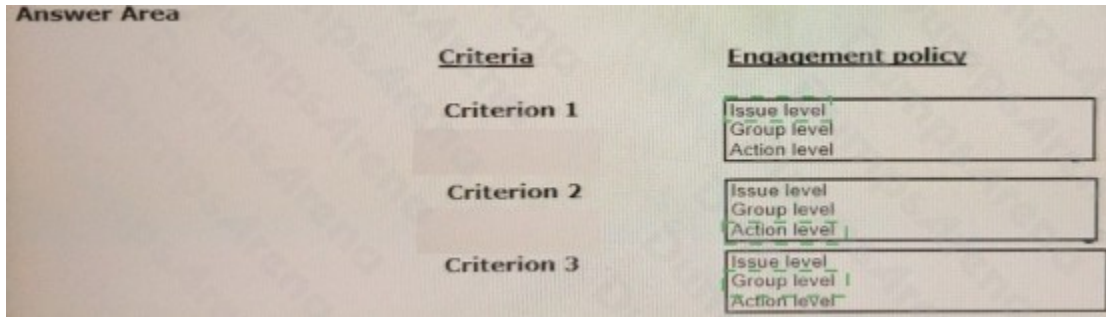 Answer Area
Criteria Engagement policy
Criterion 1
Issue level
Group level
Action level
Criterion 2
Issue level
Group level
Action level
Criterion 3
Issue level
Group level
Action level